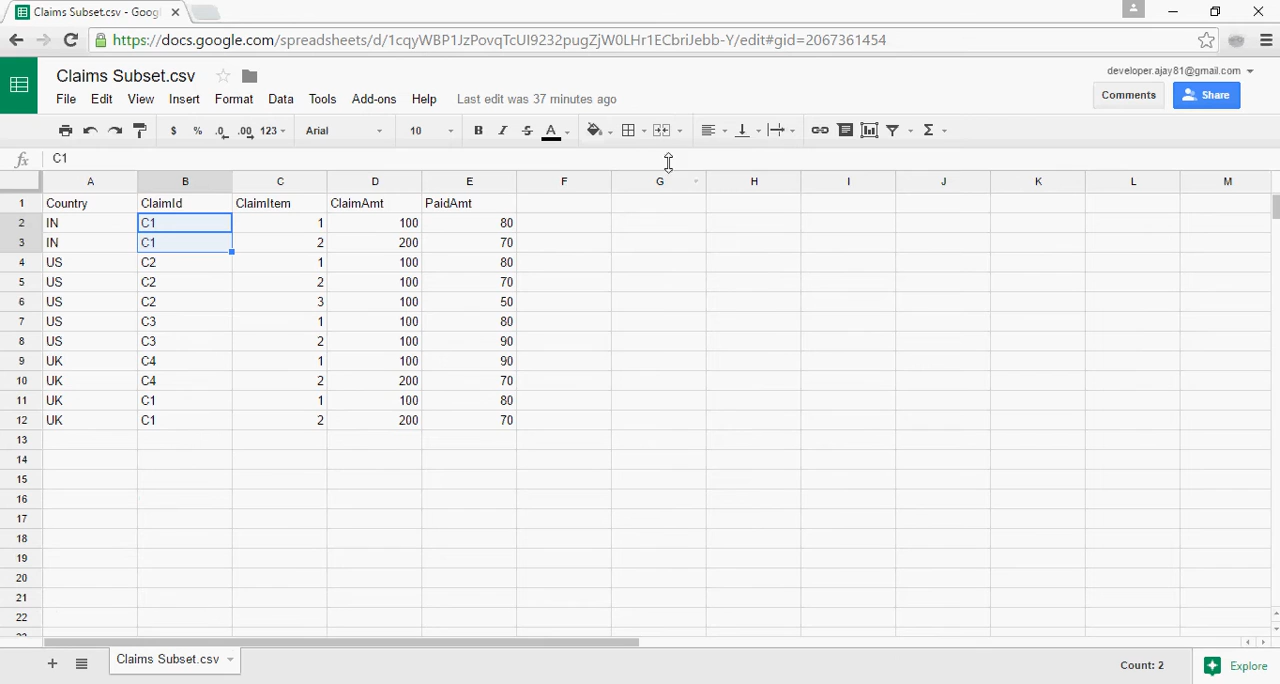 Claims Subset.csv - Goog
https://docs.google.com/spreadsheets/d/1cqyWBP1JzPovqTcUI9232pugZjW0LHr1ECbriJebb-Y/edit#gid=2067361454
Claims Subset.csv
developer.ajay81@gmail.com
File Edit View Insert Format Data Tools Add-ons Help Last edit was 37 minutes ago
Comments Share
$ % .0 .00 123 Arial 10 B I S A Σ
fx C1
A B C D E F G H I J K L M
1 Country ClaimId ClaimItem ClaimAmt PaidAmt
2 IN C1 1 100 80
3 IN C1 2 200 70
4 US C2 1 100 80
5 US C2 2 100 70
6 US C2 3 100 50
7 US C3 1 100 80
8 US C3 2 100 90
9 UK C4 1 100 90
10 UK C4 2 200 70
11 UK C1 1 100 80
12 UK C1 2 200 70
13
14
15
16
17
18
19
20
21
22
Claims Subset.csv Count: 2 Explore